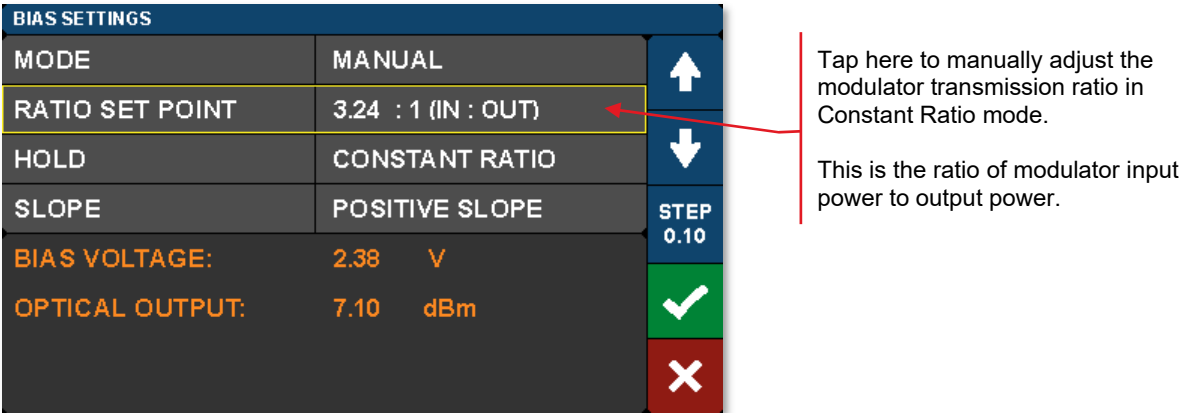 BIAS SETTINGS
MODE MANUAL
RATIO SET POINT 3.24 : 1 (IN : OUT)
HOLD CONSTANT RATIO
SLOPE POSITIVE SLOPE
BIAS VOLTAGE: 2.38 V
OPTICAL OUTPUT: 7.10 dBm
STEP
0.10
Tap here to manually adjust the
modulator transmission ratio in
Constant Ratio mode.
This is the ratio of modulator input
power to output power.